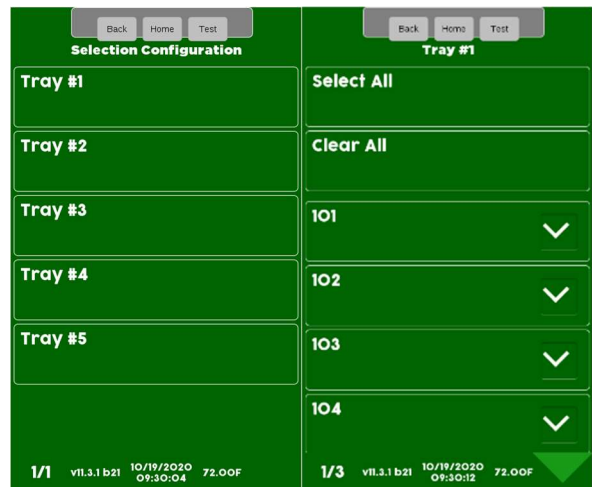 Back Home Test
Selection Configuration
Tray #1
Tray #2
Tray #3
Tray #4
Tray #5
1/1 v11.3.1 b21 10/19/2020 09:30:04 72.00F
Back Home Test
Tray #1
Select All
Clear All
101
102
103
104
1/3 v11.3.1 b21 10/19/2020 09:30:12 72.00F